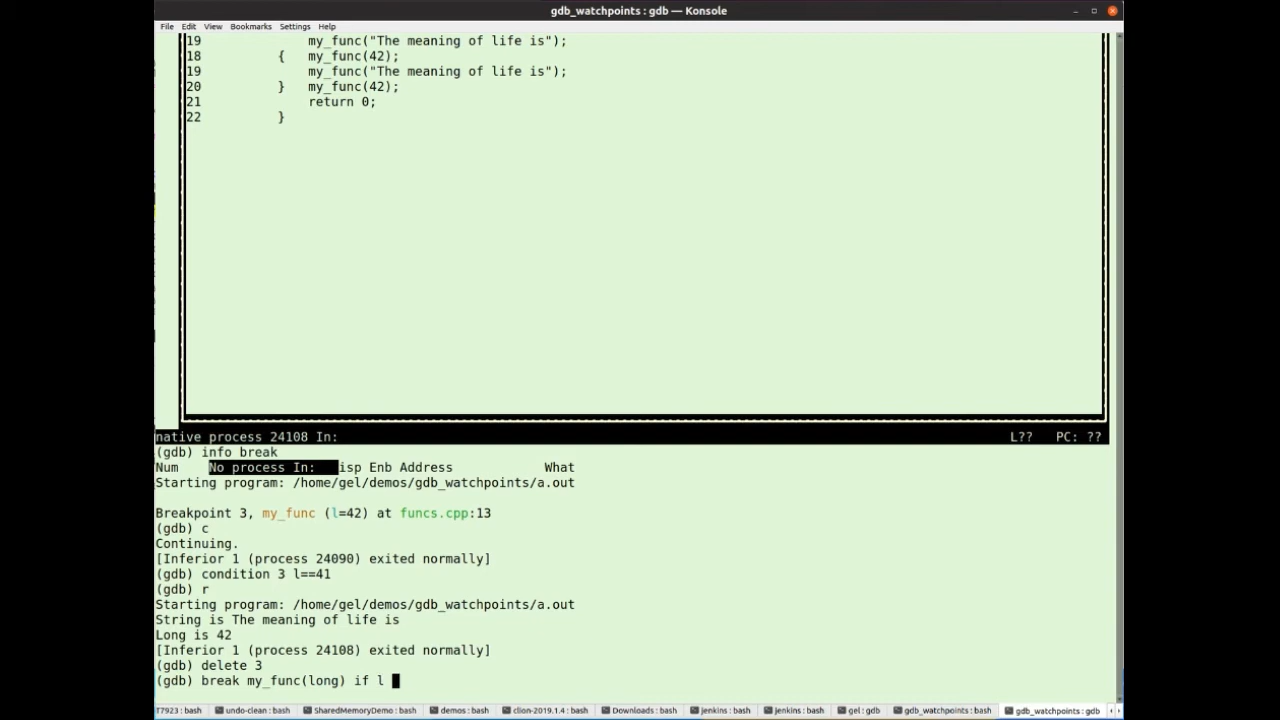 gdb_watchpoints : gdb — Konsole
File Edit View Bookmarks Settings Help
19 my_func("The meaning of life is");
18 { my_func(42);
19 my_func("The meaning of life is");
20 } my_func(42);
21 return 0;
22 }
native process 24108 In: L?? PC: ??
(gdb) info break
Num No process In: isp Enb Address What
Starting program: /home/gel/demos/gdb_watchpoints/a.out
Breakpoint 3, my_func (l=42) at funcs.cpp:13
(gdb) c
Continuing.
[Inferior 1 (process 24090) exited normally]
(gdb) condition 3 l==41
(gdb) r
Starting program: /home/gel/demos/gdb_watchpoints/a.out
String is The meaning of life is
Long is 42
[Inferior 1 (process 24108) exited normally]
(gdb) delete 3
(gdb) break my_func(long) if l
T7923 : bash undo-clean : bash SharedMemoryDemo : bash demos : bash clion-2019.1.4 : bash Downloads : bash jenkins : bash jenkins : bash gel : gdb gdb_watchpoints : bash gdb_watchpoints : gdb